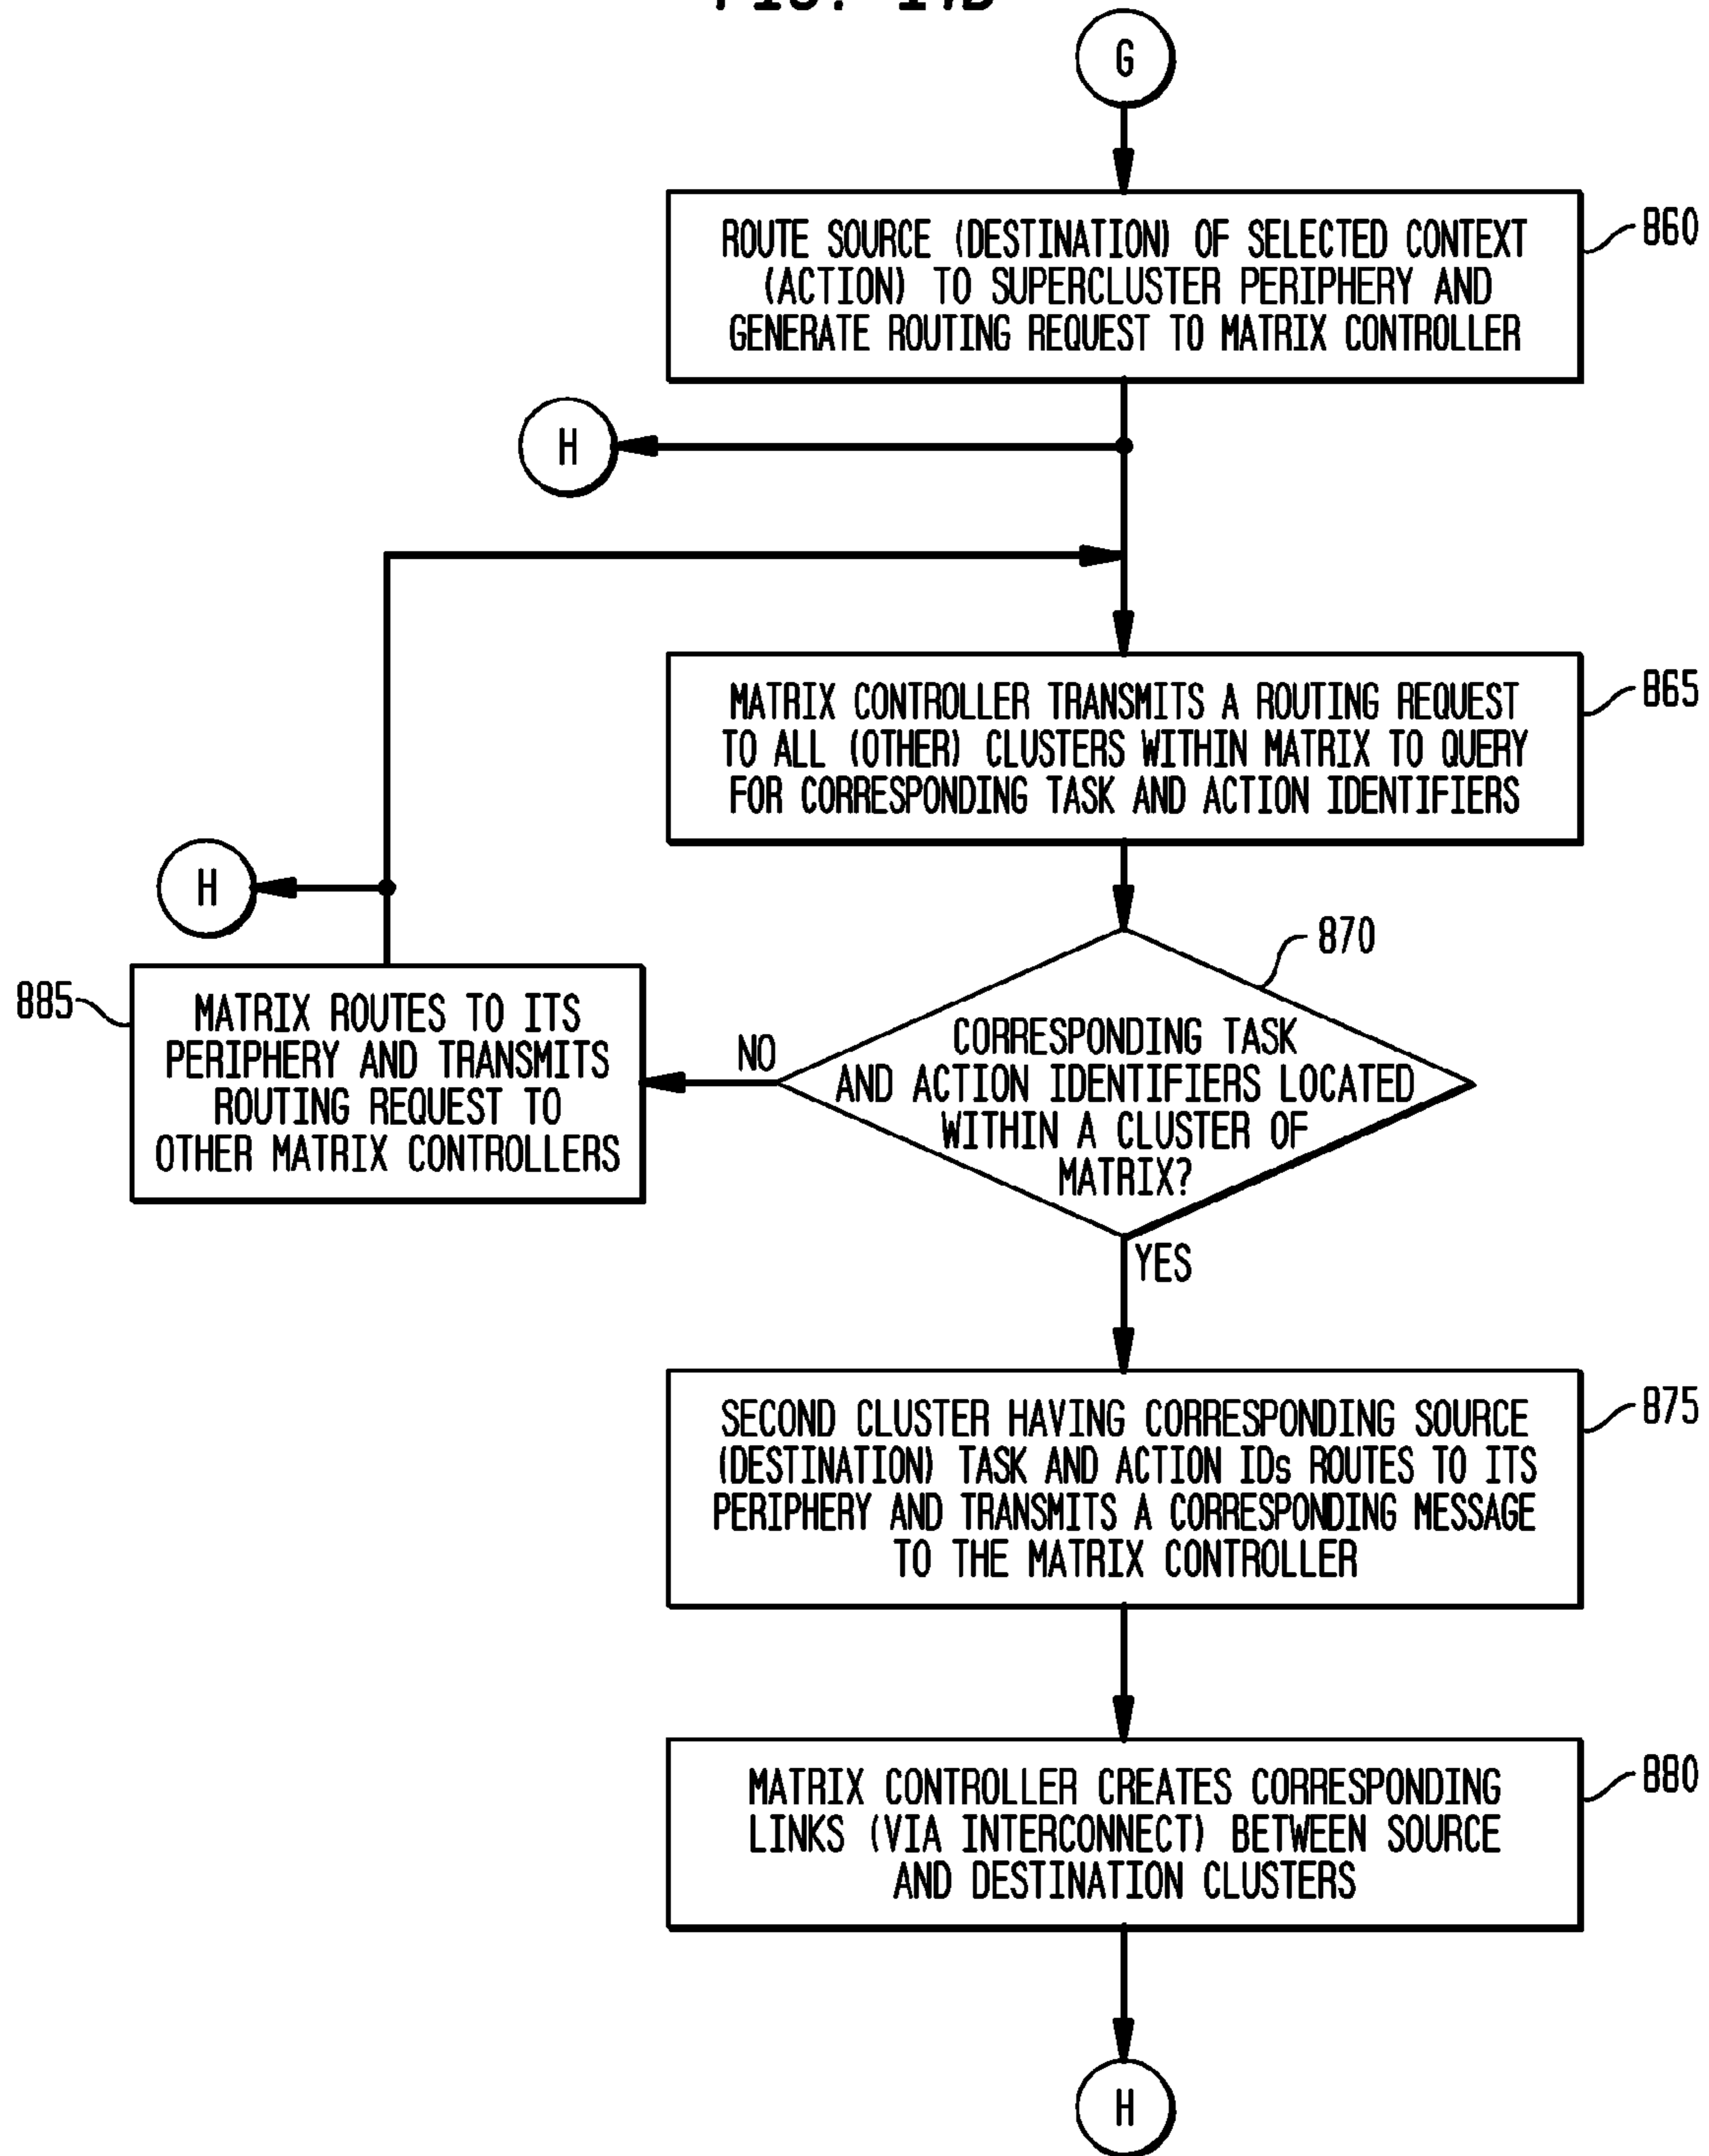 G
ROUTE SOURCE (DESTINATION) OF SELECTED CONTEXT
(ACTION) TO SUPERCLUSTER PERIPHERY AND
GENERATE ROUTING REQUEST TO MATRIX CONTROLLER
860
H
MATRIX CONTROLLER TRANSMITS A ROUTING REQUEST
TO ALL (OTHER) CLUSTERS WITHIN MATRIX TO QUERY
FOR CORRESPONDING TASK AND ACTION IDENTIFIERS
865
H
870
885
MATRIX ROUTES TO ITS
PERIPHERY AND TRANSMITS
ROUTING REQUEST TO
OTHER MATRIX CONTROLLERS
NO
CORRESPONDING TASK
AND ACTION IDENTIFIERS LOCATED
WITHIN A CLUSTER OF
MATRIX?
YES
SECOND CLUSTER HAVING CORRESPONDING SOURCE
(DESTINATION) TASK AND ACTION IDs ROUTES TO ITS
PERIPHERY AND TRANSMITS A CORRESPONDING MESSAGE
TO THE MATRIX CONTROLLER
875
MATRIX CONTROLLER CREATES CORRESPONDING
LINKS (VIA INTERCONNECT) BETWEEN SOURCE
AND DESTINATION CLUSTERS
880
H